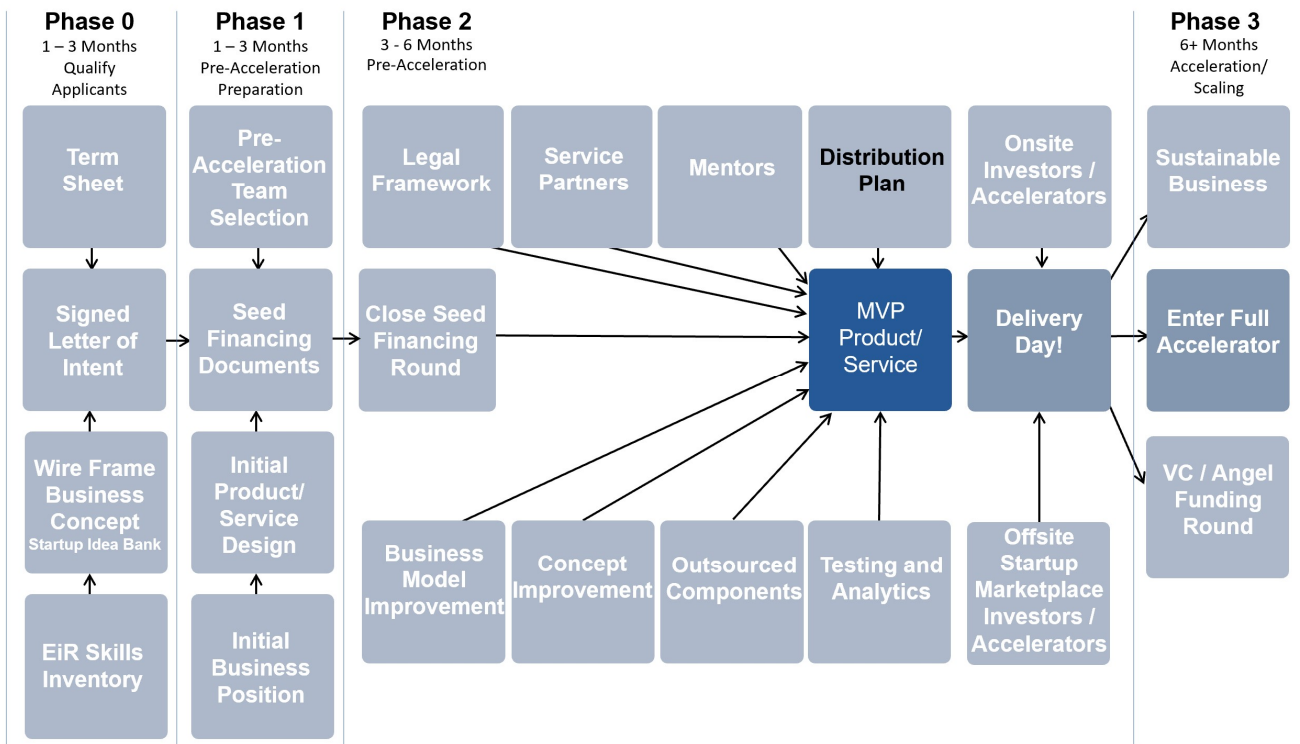 Phase 0
1 – 3 Months
Qualify
Applicants
Phase 1
1 – 3 Months
Pre-Acceleration
Preparation
Phase 2
3 - 6 Months
Pre-Acceleration
Phase 3
6+ Months
Acceleration/
Scaling
Term
Sheet
Pre-
Acceleration
Team
Selection
Legal
Framework
Service
Partners
Mentors
Distribution
Plan
Onsite
Investors /
Accelerators
Sustainable
Business
Signed
Letter of
Intent
Seed
Financing
Documents
Close Seed
Financing
Round
MVP
Product/
Service
Delivery
Day!
Enter Full
Accelerator
Wire Frame
Business
Concept
Startup Idea Bank
Initial
Product/
Service
Design
VC / Angel
Funding
Round
EiR Skills
Inventory
Initial
Business
Position
Business
Model
Improvement
Concept
Improvement
Outsourced
Components
Testing and
Analytics
Offsite
Startup
Marketplace
Investors /
Accelerators